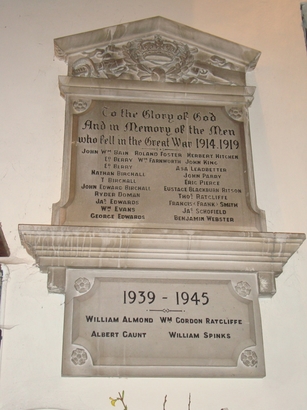 To the Glory of God
And in Memory of the Men
who fell in the Great War 1914.1919
John Wm Bain Roland Foster Herbert Hitchen
Ed Berry Wm Farnworth John King
Ed Berry Asa Leadbetter
Nathan Birchall John Parry
T Birchall Eric Pierce
John Edward Birchall Eustace Blackburn Ritson
Ryder Bomar Thos Ratcliffe
Jas Edwards Francis Frank Smith
Wm Evans Jas Schofield
George Edwards Benjamin Webster
1939 - 1945
William Almond Wm Gordon Ratcliffe
Albert Gaunt William Spinks